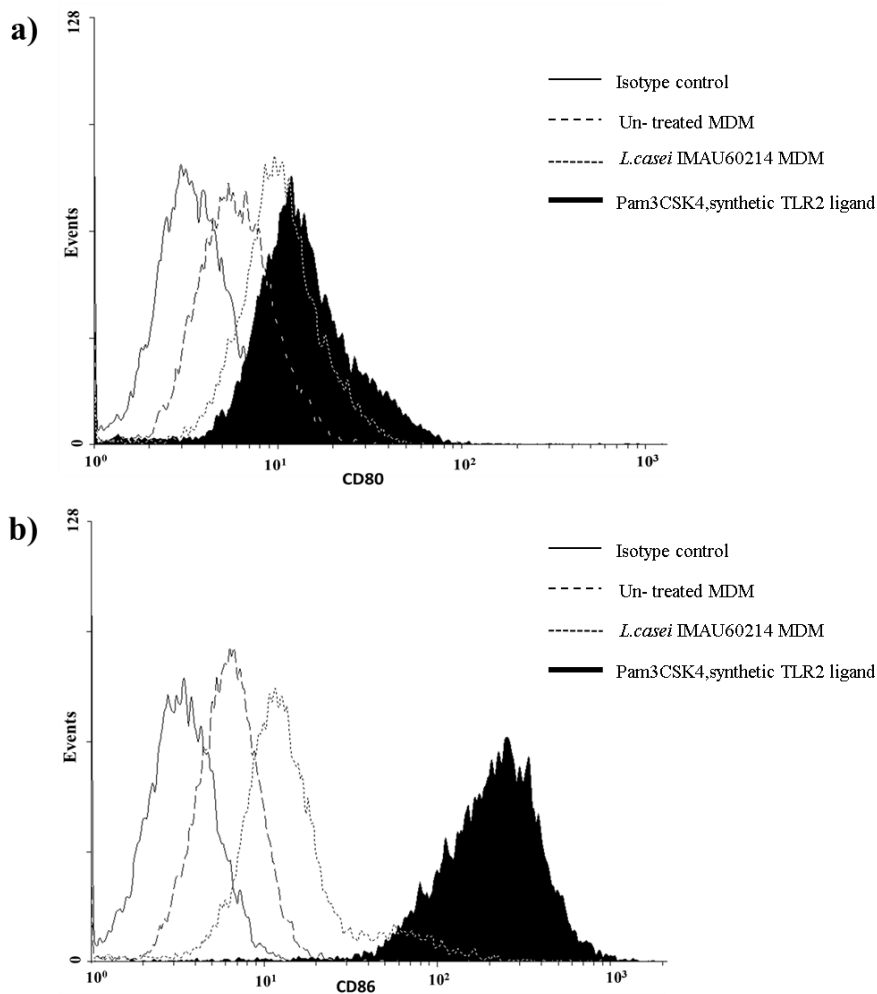 a)
128
Events
0
10⁰
10¹
10²
10³
CD80
Isotype control
Un- treated MDM
L.casei IMAU60214 MDM
Pam3CSK4,synthetic TLR2 ligand
b)
128
Events
0
10⁰
10¹
10²
10³
CD86
Isotype control
Un- treated MDM
L.casei IMAU60214 MDM
Pam3CSK4,synthetic TLR2 ligand